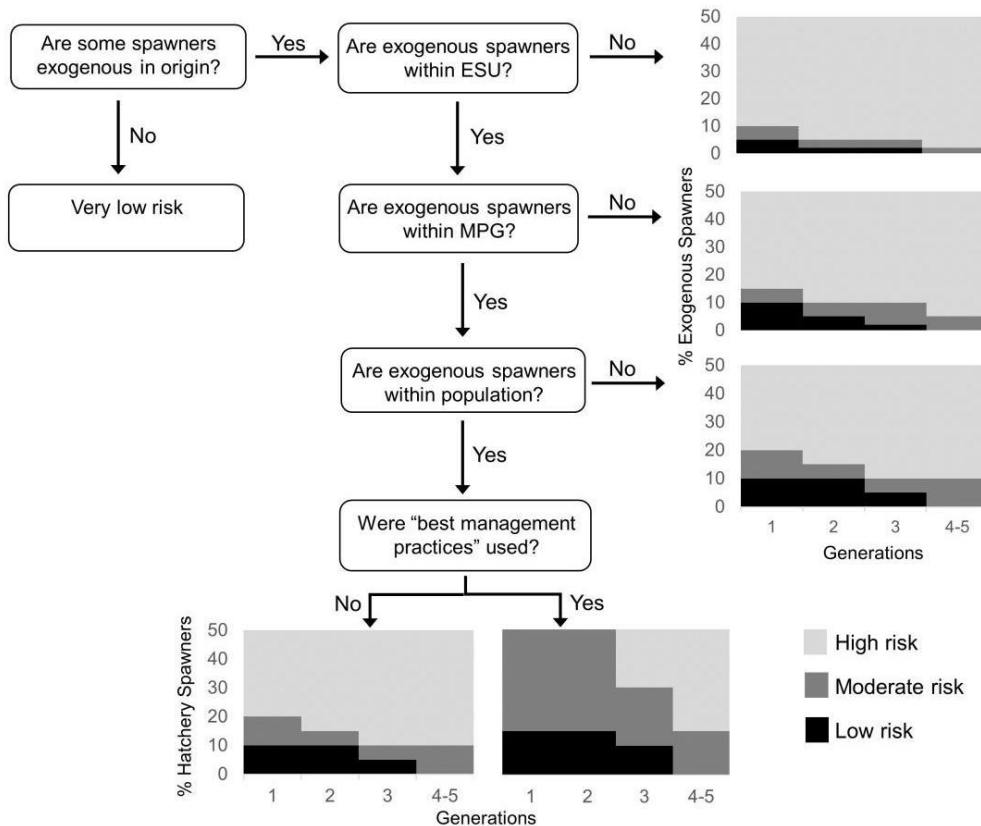 Are some spawners
exogenous in origin?
Yes
Are exogenous spawners
within ESU?
No
50
40
30
20
10
0
No
Yes
Very low risk
Are exogenous spawners
within MPG?
No
50
40
30
20
10
0
% Exogenous Spawners
Yes
Are exogenous spawners
within population?
No
50
40
30
20
10
0
1 2 3 4-5
Generations
Yes
Were “best management
practices” used?
No
Yes
50
40
30
20
10
0
% Hatchery Spawners
1 2 3 4-5 1 2 3 4-5
Generations
High risk
Moderate risk
Low risk